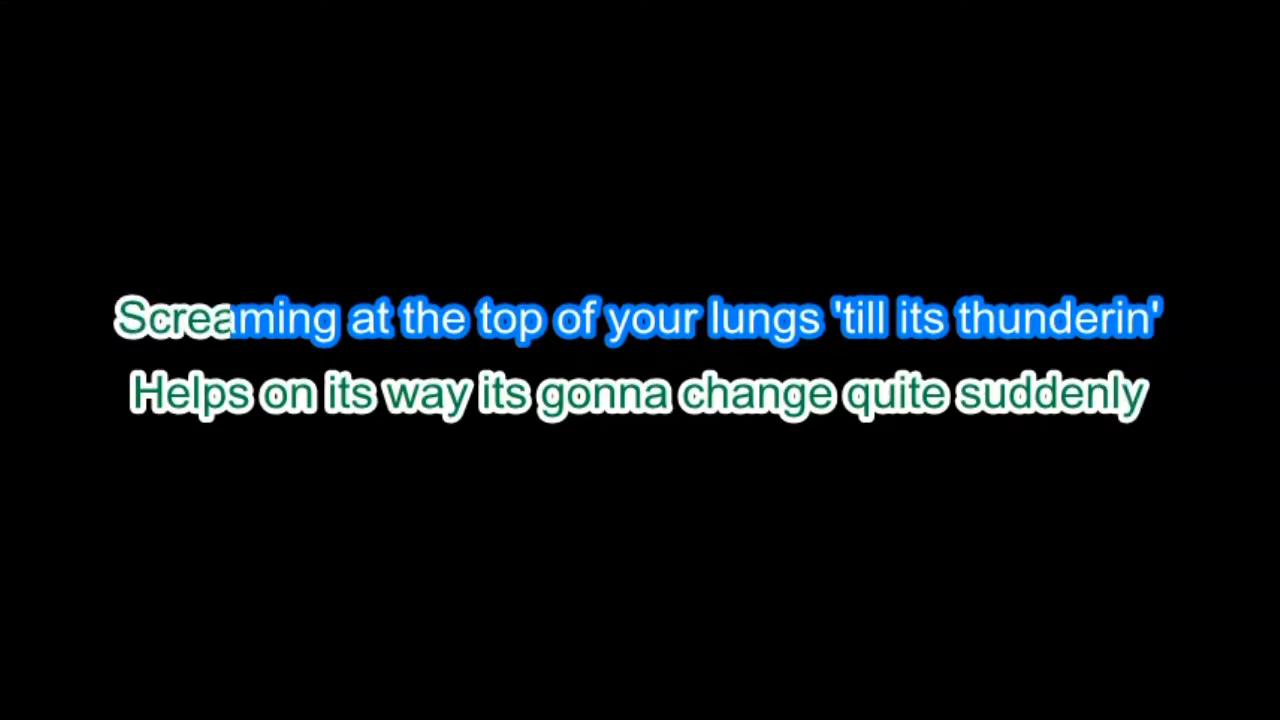 Screaming at the top of your lungs 'till its thunderin'
Helps on its way its gonna change quite suddenly